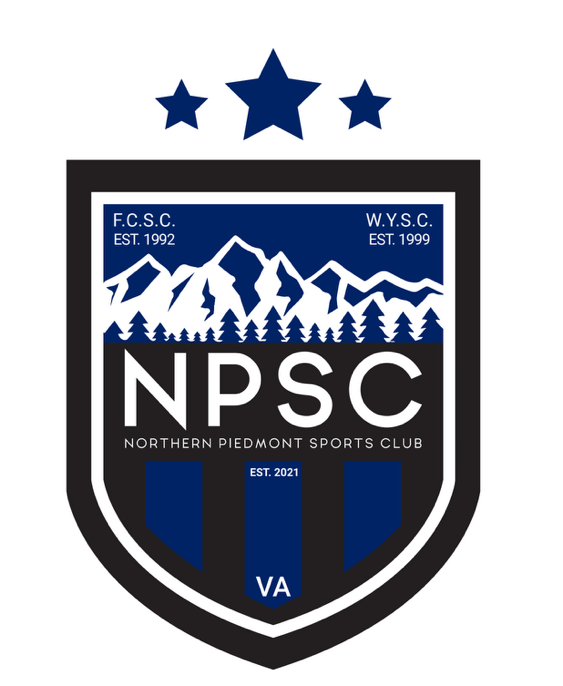 F.C.S.C.
EST. 1992
W.Y.S.C.
EST. 1999
NPSC
NORTHERN PIEDMONT SPORTS CLUB
EST. 2021
VA